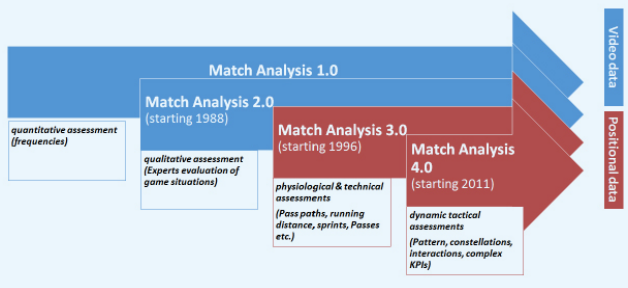 Match Analysis 1.0
quantitative assessment
(frequencies)
Match Analysis 2.0
(starting 1988)
qualitative assessment
(Experts evaluation of
game situations)
Match Analysis 3.0
(starting 1996)
physiological & technical
assessments
(Pass paths, running
distance, sprints, Passes
etc.)
Match Analysis
4.0
(starting 2011)
dynamic tactical
assessments
(Pattern, constellations,
interactions, complex
KPIs)
Video data
Positional data